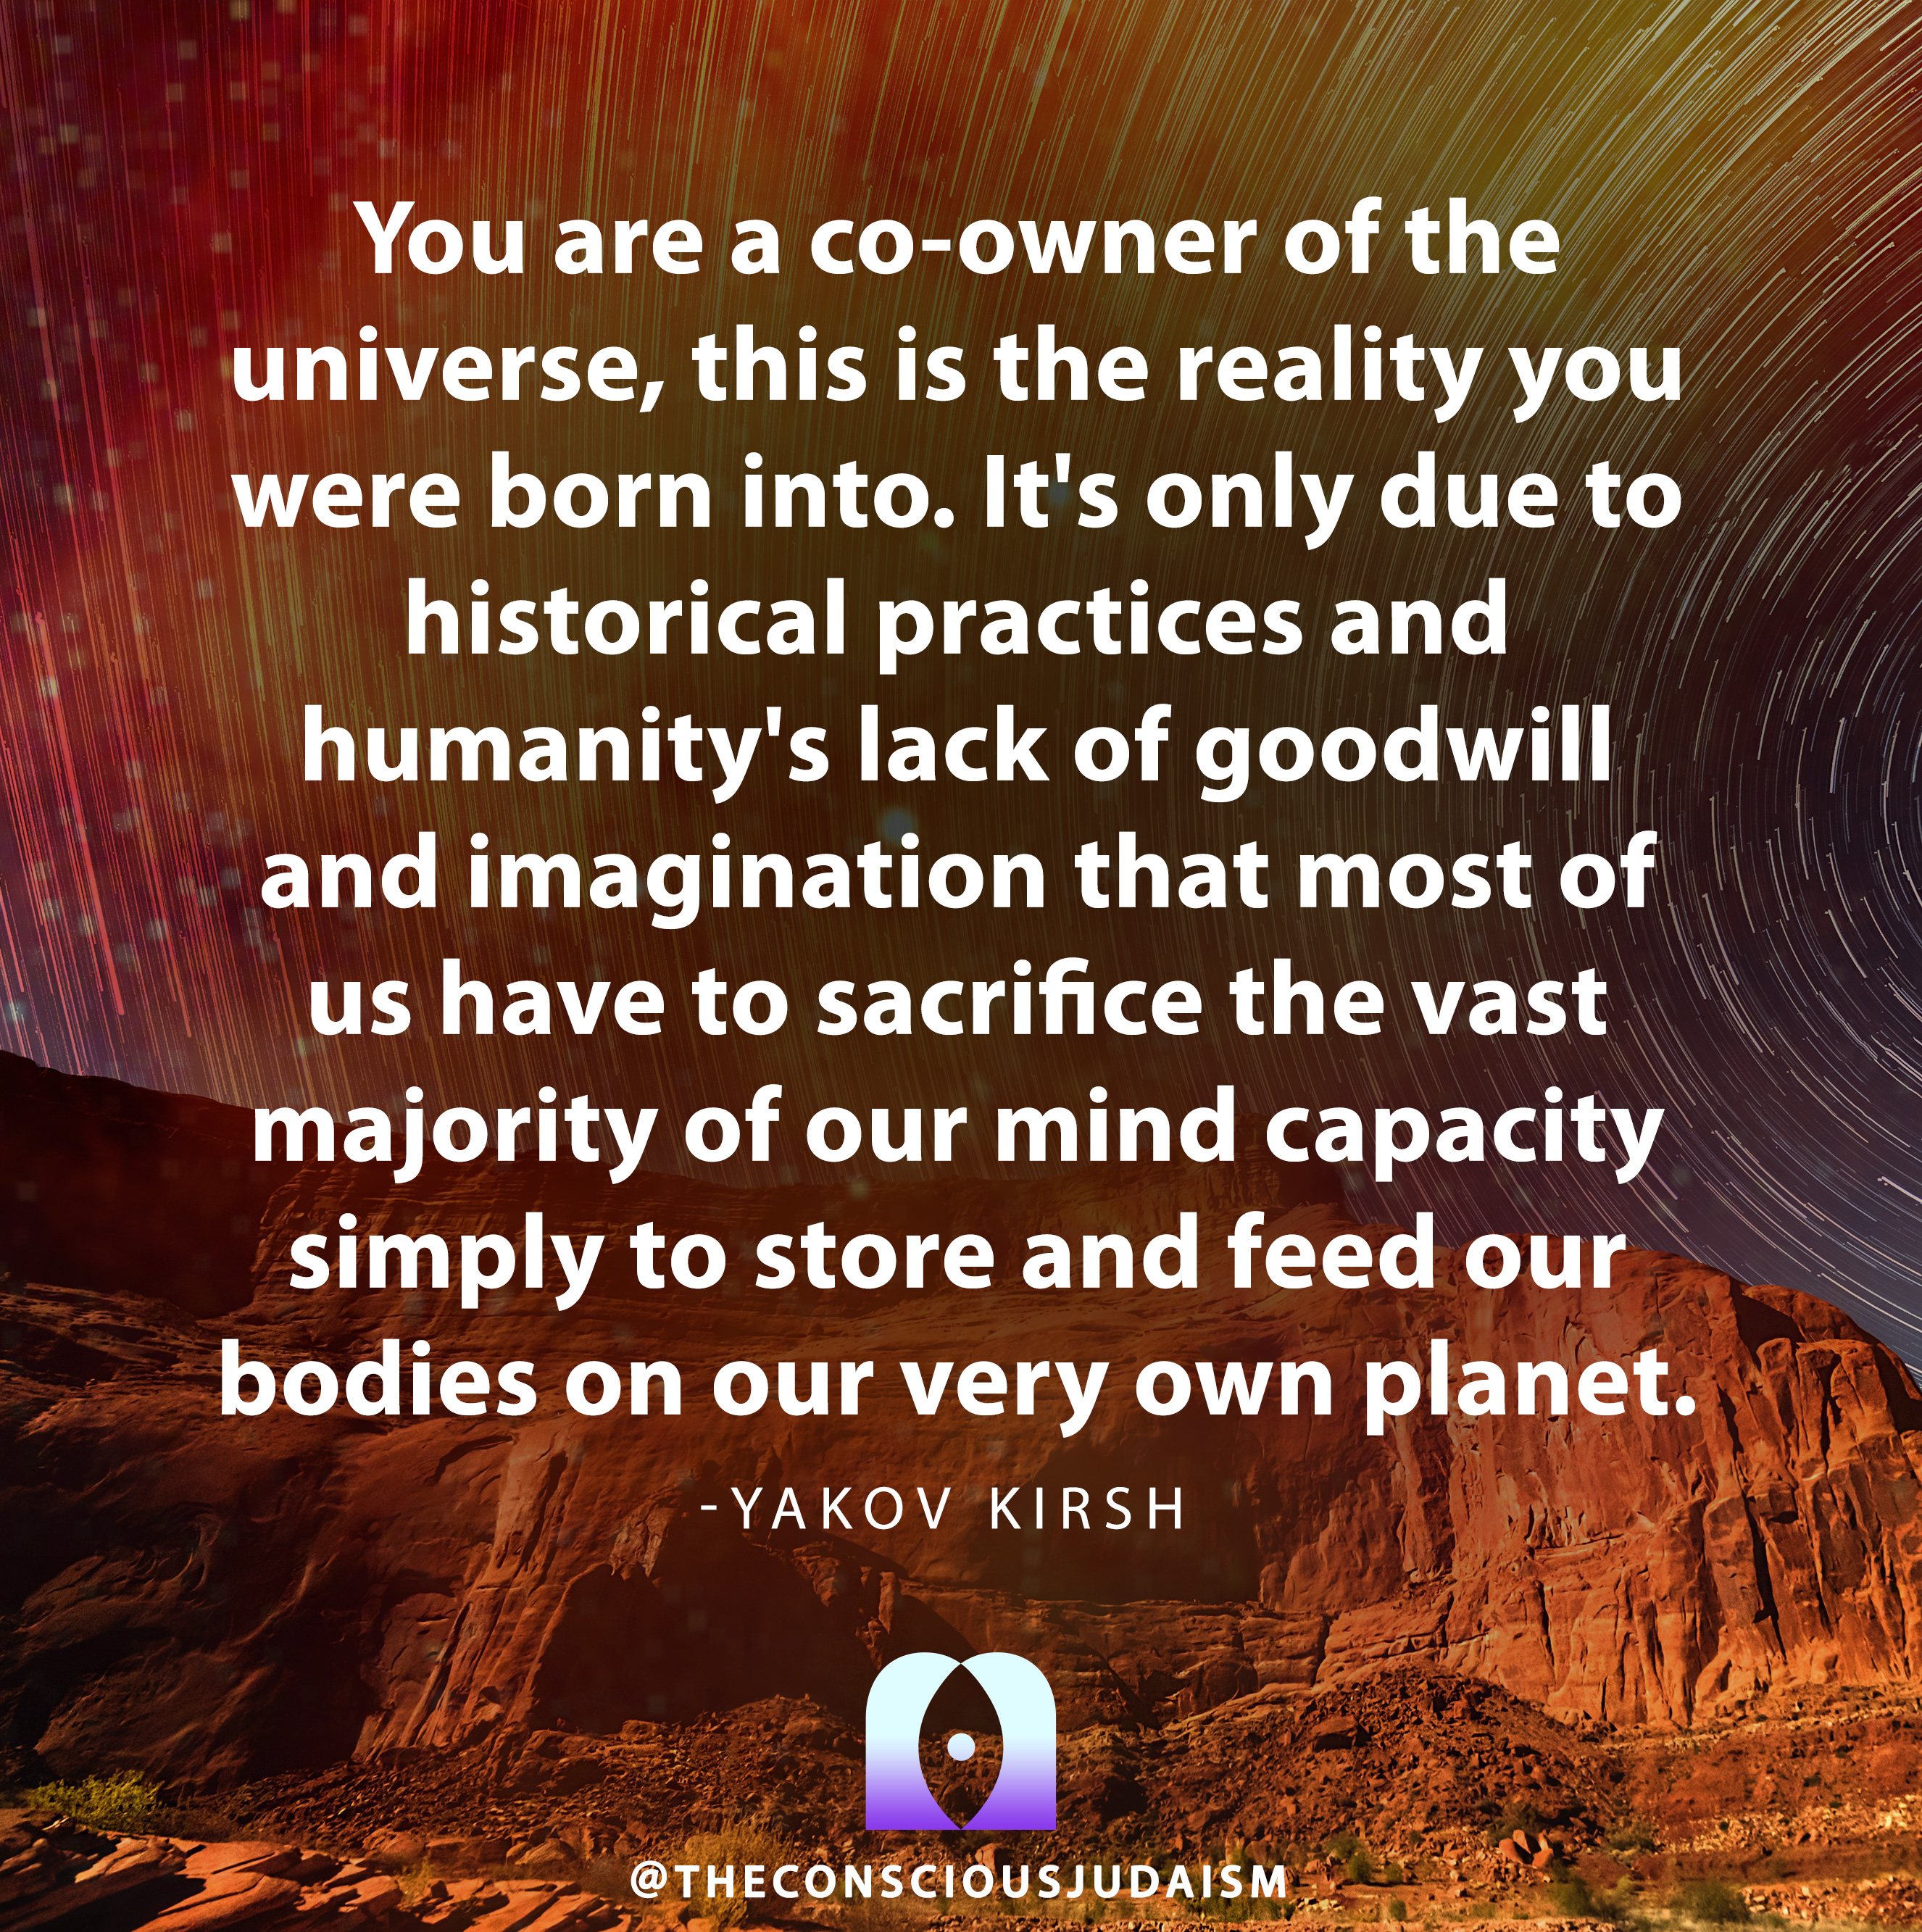 You are a co-owner of the
universe, this is the reality you
were born into. It's only due to
historical practices and
humanity's lack of goodwill
and imagination that most of
us have to sacrifice the vast
majority of our mind capacity
simply to store and feed our
bodies on our very own planet.
-YAKOV KIRSH
@THECONSCIOUSJUDAISM